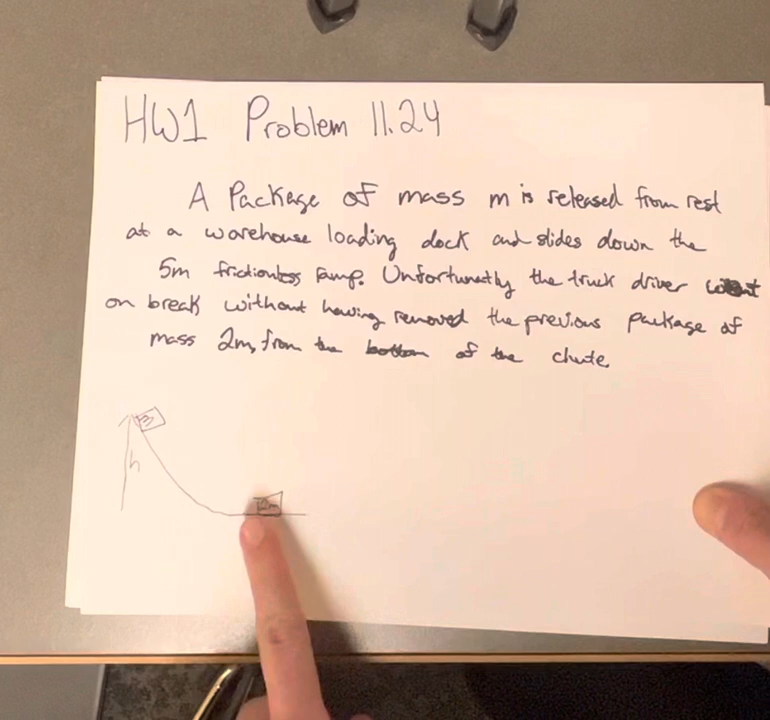 HW1 Problem 11.24
A Package of mass m is released from rest
at a warehouse loading dock and slides down the
5m frictionless ramp. Unfortunatly the truck driver went
on break without having removed the previous package of
mass 2m, from the bottom of the chute.
m
h
2m